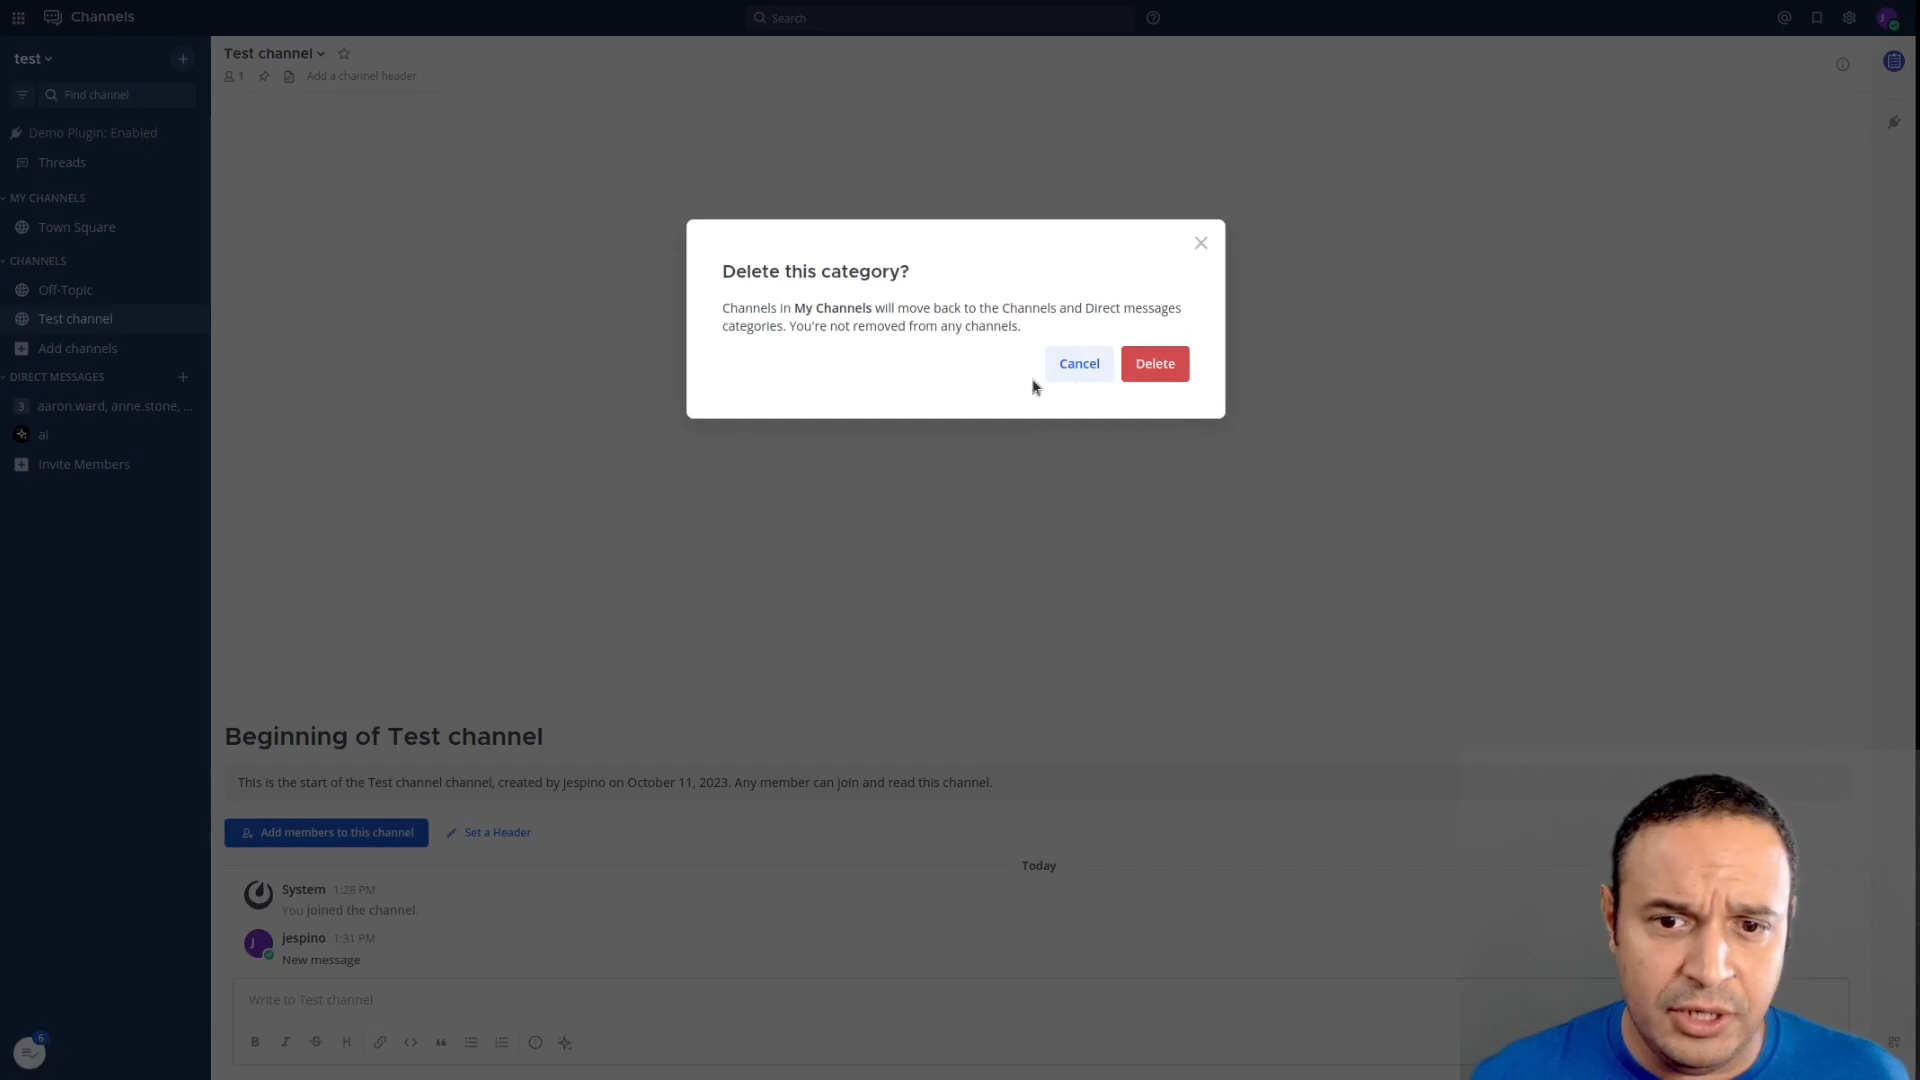 Channels
Search
J
test
Find channel
Demo Plugin: Enabled
Threads
MY CHANNELS
Town Square
CHANNELS
Off-Topic
Test channel
Add channels
DIRECT MESSAGES
3 aaron.ward, anne.stone, ...
ai
Invite Members
6
Test channel
1
Add a channel header
Delete this category?
Channels in My Channels will move back to the Channels and Direct messages
categories. You're not removed from any channels.
Cancel
Delete
Beginning of Test channel
This is the start of the Test channel channel, created by jespino on October 11, 2023. Any member can join and read this channel.
Add members to this channel
Set a Header
Today
System 1:28 PM
You joined the channel.
J
jespino 1:31 PM
New message
Write to Test channel
B I S H